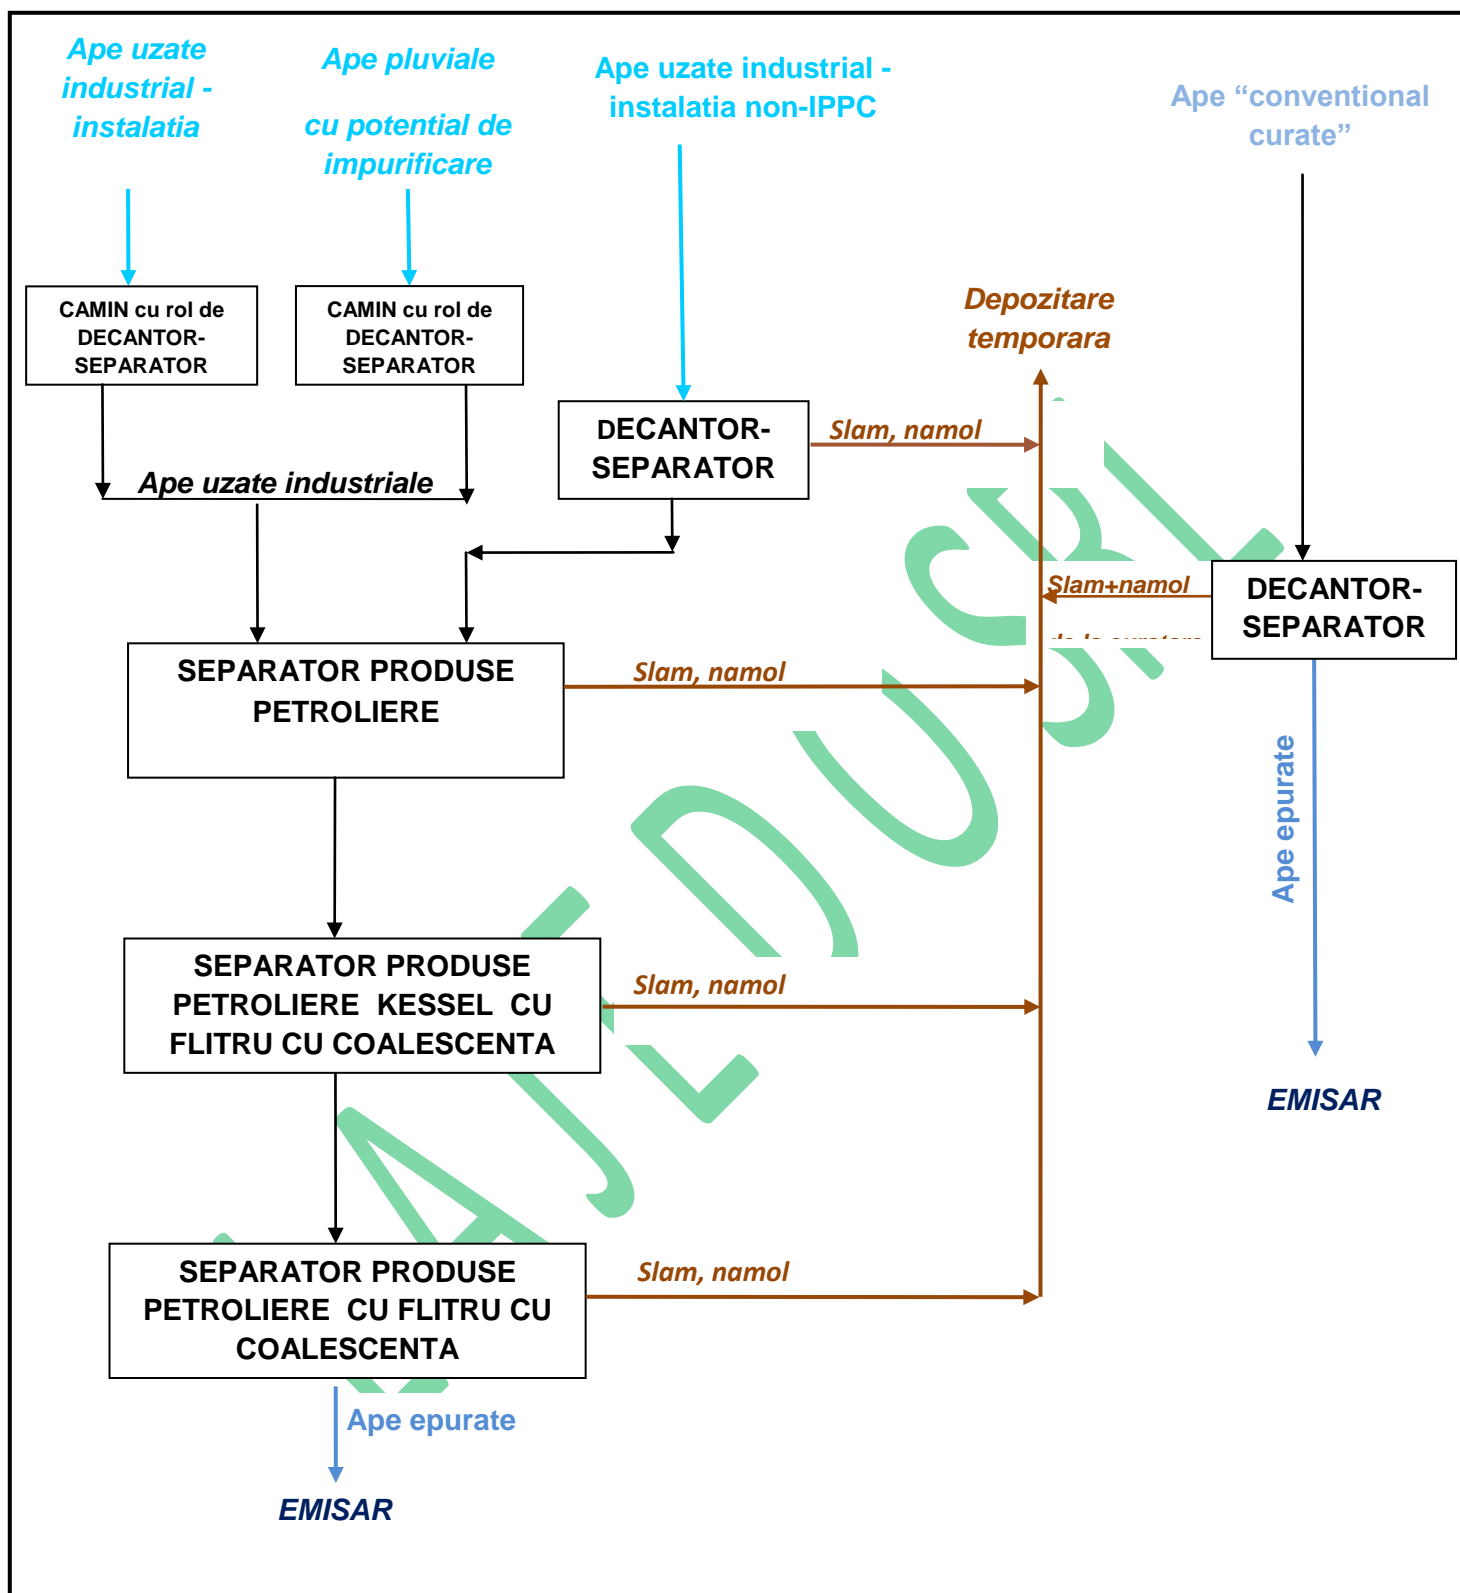 Ape uzate
industrial -
instalatia
Ape pluviale
cu potential de
impurificare
Ape uzate industrial -
instalatia non-IPPC
Ape “conventional
curate”
CAMIN cu rol de
DECANTOR-
SEPARATOR
CAMIN cu rol de
DECANTOR-
SEPARATOR
Depozitare
temporara
DECANTOR-
SEPARATOR
Slam, namol
Ape uzate industriale
Slam+namol
DECANTOR-
SEPARATOR
SEPARATOR PRODUSE
PETROLIERE
Slam, namol
Ape epurate
SEPARATOR PRODUSE
PETROLIERE KESSEL CU
FLITRU CU COALESCENTA
Slam, namol
EMISAR
SEPARATOR PRODUSE
PETROLIERE CU FLITRU CU
COALESCENTA
Slam, namol
Ape epurate
EMISAR